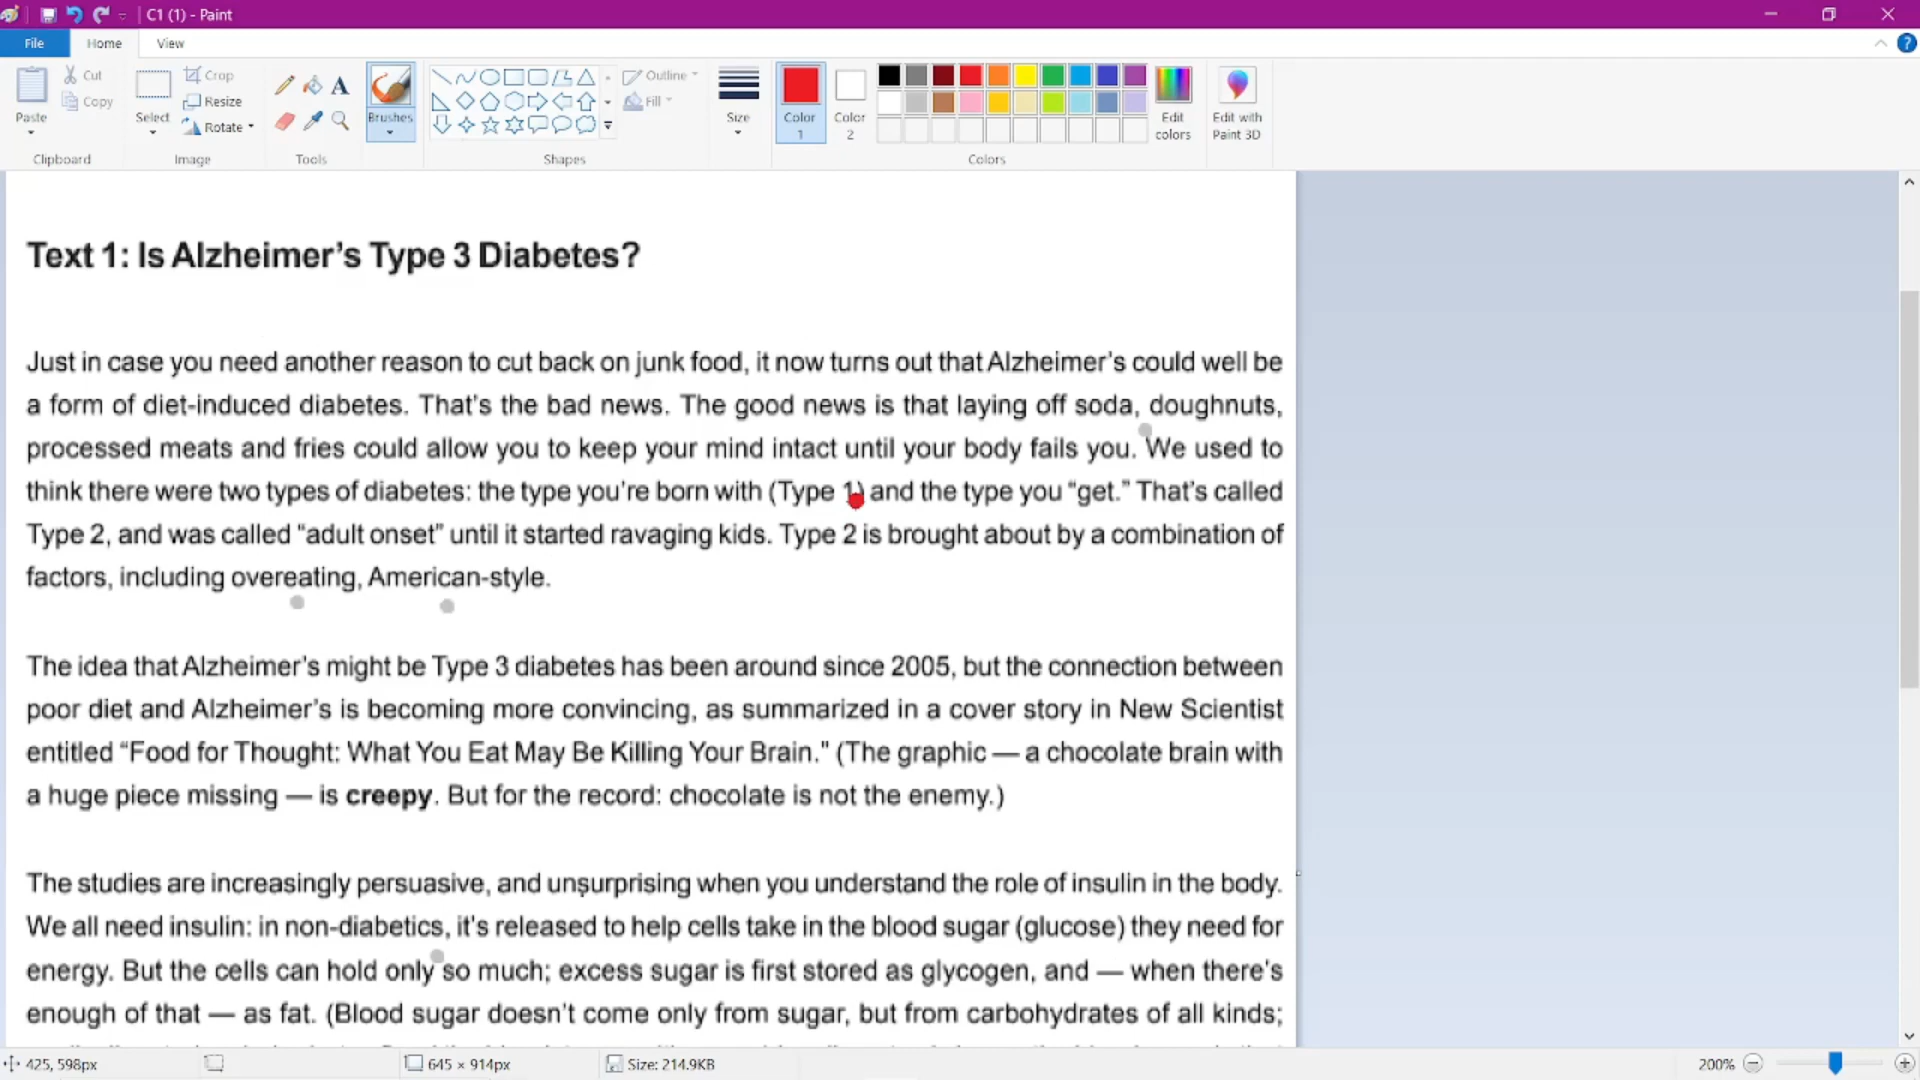 C1 (1) - Paint
File Home View
Paste
Cut
Copy
Clipboard
Select
Crop
Resize
Rotate
Image
Tools
Brushes
Outline
Fill
Shapes
Size
Color 1
Color 2
Edit colors
Colors
Edit with Paint 3D
Text 1: Is Alzheimer's Type 3 Diabetes?
Just in case you need another reason to cut back on junk food, it now turns out that Alzheimer's could well be
a form of diet-induced diabetes. That's the bad news. The good news is that laying off soda, doughnuts,
processed meats and fries could allow you to keep your mind intact until your body fails you. We used to
think there were two types of diabetes: the type you're born with (Type 1) and the type you “get.” That's called
Type 2, and was called “adult onset” until it started ravaging kids. Type 2 is brought about by a combination of
factors, including overeating, American-style.
The idea that Alzheimer's might be Type 3 diabetes has been around since 2005, but the connection between
poor diet and Alzheimer's is becoming more convincing, as summarized in a cover story in New Scientist
entitled “Food for Thought: What You Eat May Be Killing Your Brain.” (The graphic — a chocolate brain with
a huge piece missing — is creepy. But for the record: chocolate is not the enemy.)
The studies are increasingly persuasive, and unsurprising when you understand the role of insulin in the body.
We all need insulin: in non-diabetics, it's released to help cells take in the blood sugar (glucose) they need for
energy. But the cells can hold only so much; excess sugar is first stored as glycogen, and — when there's
enough of that — as fat. (Blood sugar doesn't come only from sugar, but from carbohydrates of all kinds;
425, 598px
645 × 914px
Size: 214.9KB
200%